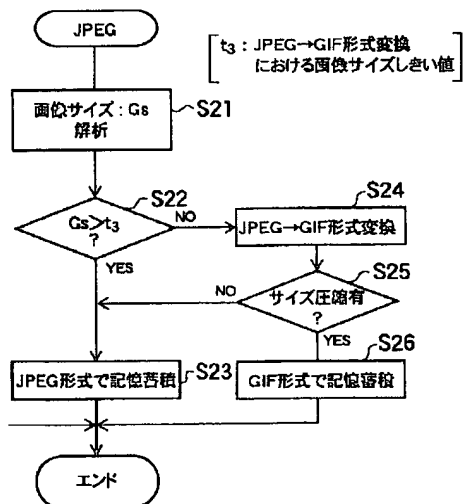 JPEG
t3 : JPEG→GIF形式変換
における画像サイズしきい値
画像サイズ : Gs
解析
S21
S22
Gs>t3
?
NO
YES
S24
JPEG→GIF形式変換
S25
サイズ圧縮有
?
NO
YES
JPEG形式で記憶蓄積
S23
S26
GIF形式で記憶蓄積
エンド